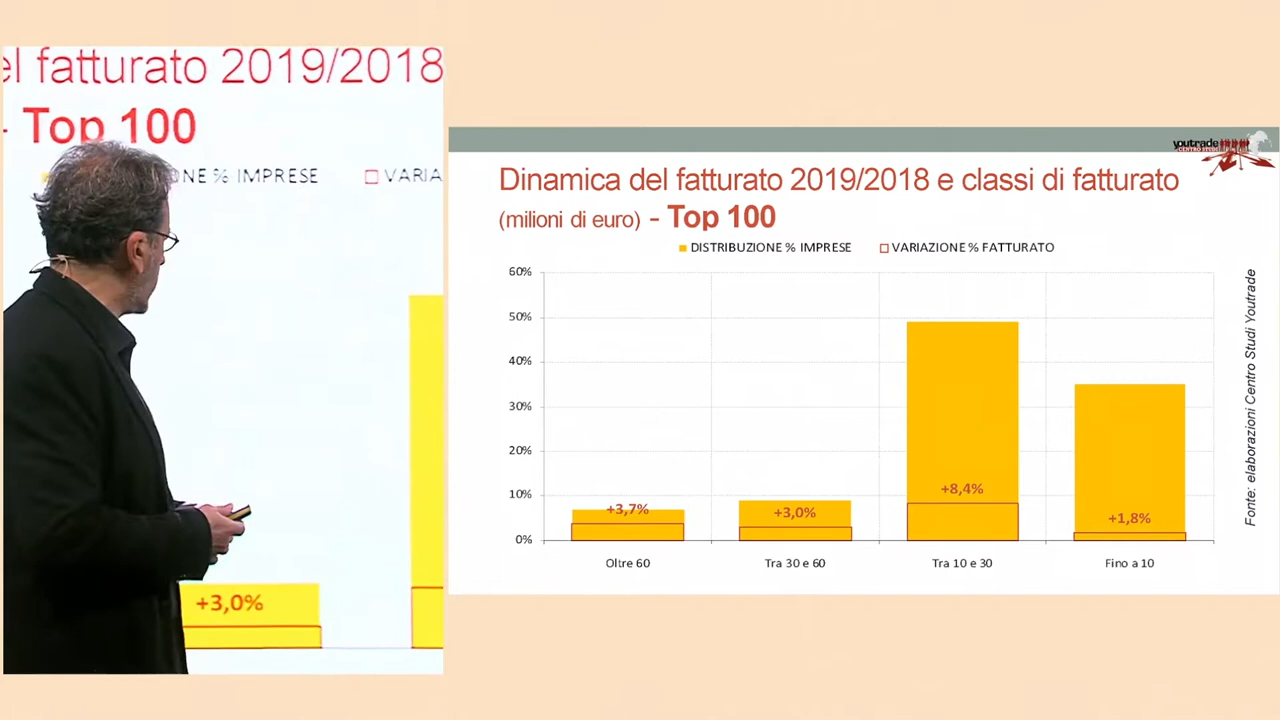 el fatturato 2019/2018
- Top 100
NE % IMPRESE VARIA
+3,0%
youtrade
CENTRO STUDI
Dinamica del fatturato 2019/2018 e classi di fatturato
(milioni di euro) - Top 100
DISTRIBUZIONE % IMPRESE VARIAZIONE % FATTURATO
60%
50%
40%
30%
20%
10%
0%
+3,7%
+3,0%
+8,4%
+1,8%
Oltre 60
Tra 30 e 60
Tra 10 e 30
Fino a 10
Fonte: elaborazioni Centro Studi Youtrade